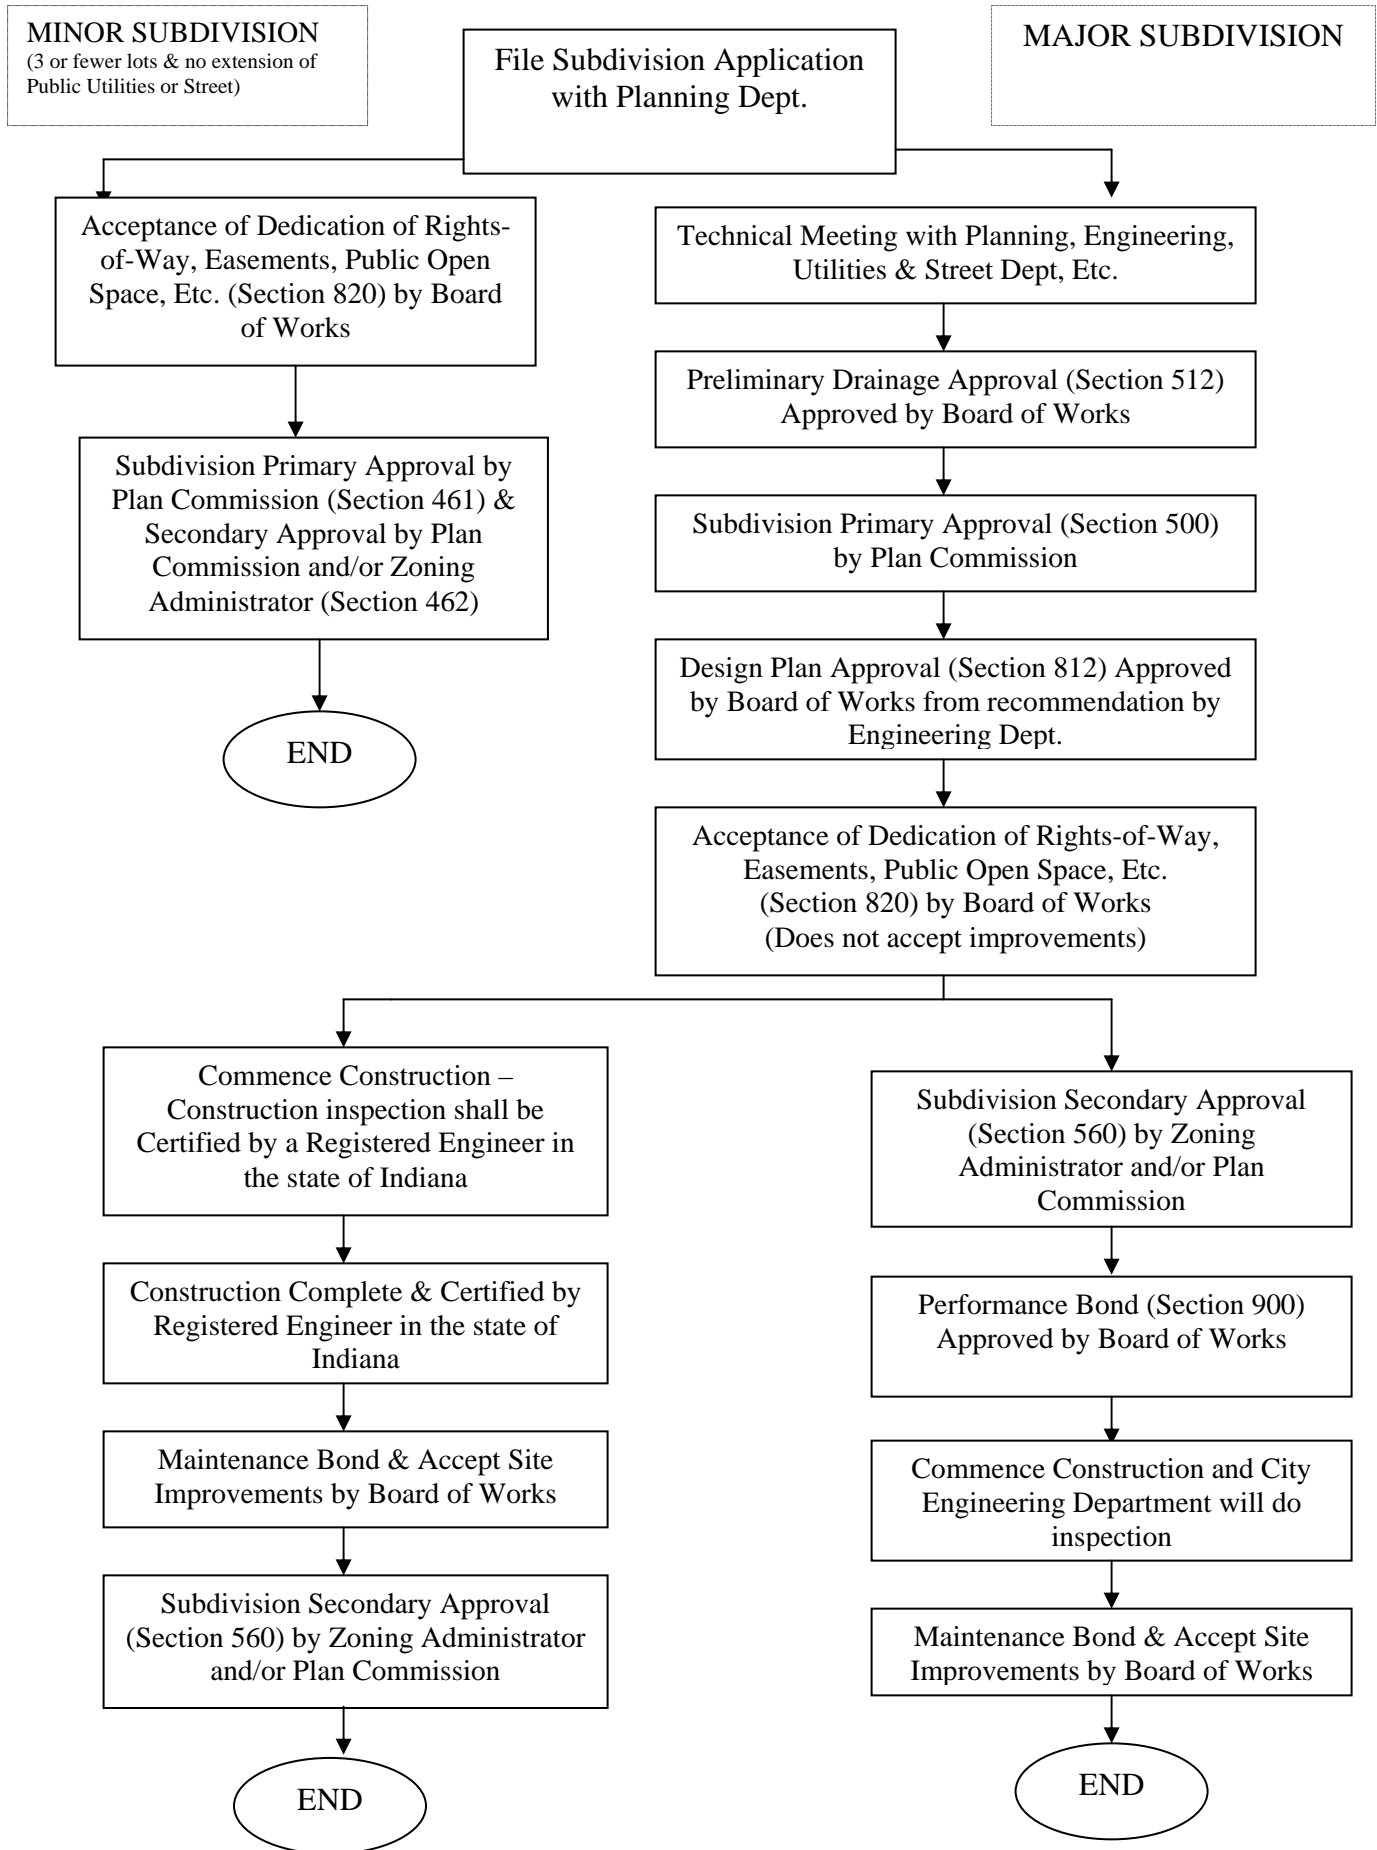 MINOR SUBDIVISION
(3 or fewer lots & no extension of
Public Utilities or Street)
File Subdivision Application
with Planning Dept.
MAJOR SUBDIVISION
Acceptance of Dedication of Rights-
of-Way, Easements, Public Open
Space, Etc. (Section 820) by Board
of Works
Subdivision Primary Approval by
Plan Commission (Section 461) &
Secondary Approval by Plan
Commission and/or Zoning
Administrator (Section 462)
END
Technical Meeting with Planning, Engineering,
Utilities & Street Dept, Etc.
Preliminary Drainage Approval (Section 512)
Approved by Board of Works
Subdivision Primary Approval (Section 500)
by Plan Commission
Design Plan Approval (Section 812) Approved
by Board of Works from recommendation by
Engineering Dept.
Acceptance of Dedication of Rights-of-Way,
Easements, Public Open Space, Etc.
(Section 820) by Board of Works
(Does not accept improvements)
Commence Construction –
Construction inspection shall be
Certified by a Registered Engineer in
the state of Indiana
Construction Complete & Certified by
Registered Engineer in the state of
Indiana
Maintenance Bond & Accept Site
Improvements by Board of Works
Subdivision Secondary Approval
(Section 560) by Zoning Administrator
and/or Plan Commission
END
Subdivision Secondary Approval
(Section 560) by Zoning
Administrator and/or Plan
Commission
Performance Bond (Section 900)
Approved by Board of Works
Commence Construction and City
Engineering Department will do
inspection
Maintenance Bond & Accept Site
Improvements by Board of Works
END